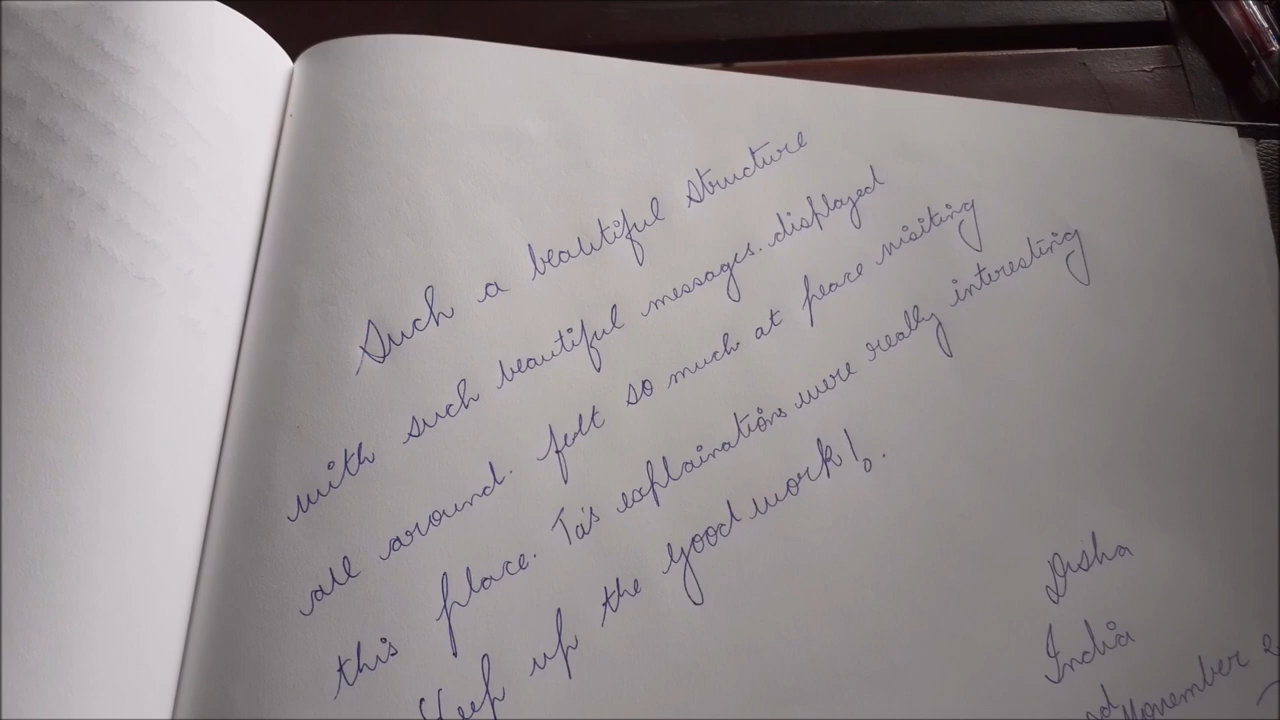 Such a beautiful structure
with such beautiful messages. displayed
all around. felt so much at peace visiting
this place. Ta's explainations were really interesting
Keep up the good work!
Disha
India
November